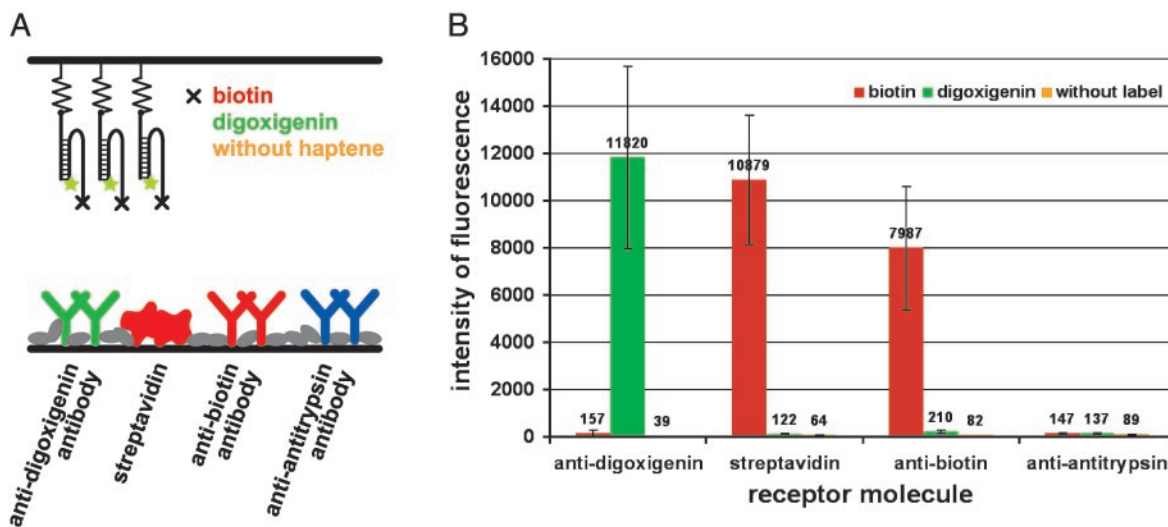 A
× biotin
digoxigenin
without haptene
anti-digoxigenin
antibody
streptavidin
anti-biotin
antibody
anti-antitrypsin
antibody
B
intensity of fluorescence
16000
14000
12000
10000
8000
6000
4000
2000
0
biotin digoxigenin without label
157 11820 39
10879 122 64
7987 210 82
147 137 89
anti-digoxigenin streptavidin anti-biotin anti-antitrypsin
receptor molecule